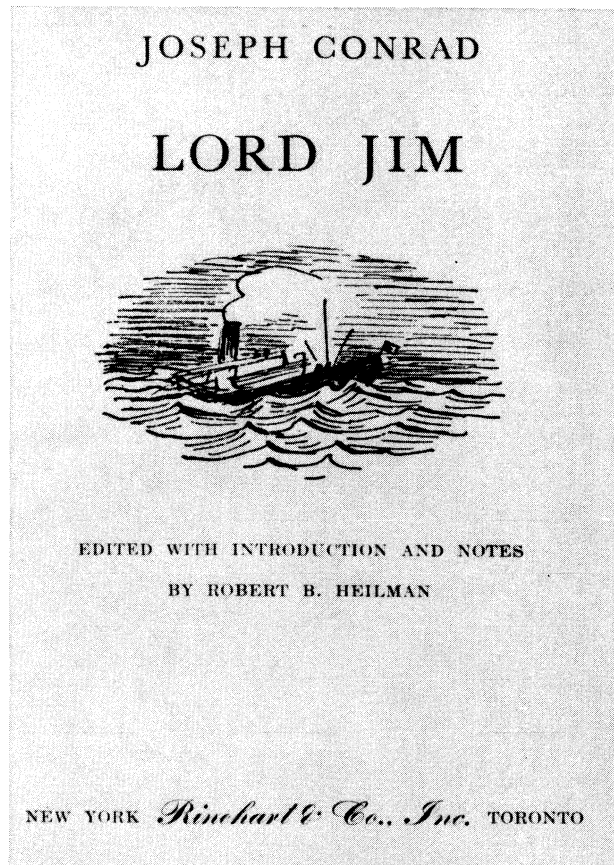 JOSEPH CONRAD
LORD JIM
EDITED WITH INTRODUCTION AND NOTES
BY ROBERT B. HEILMAN
NEW YORK Rinehart & Co., Inc. TORONTO